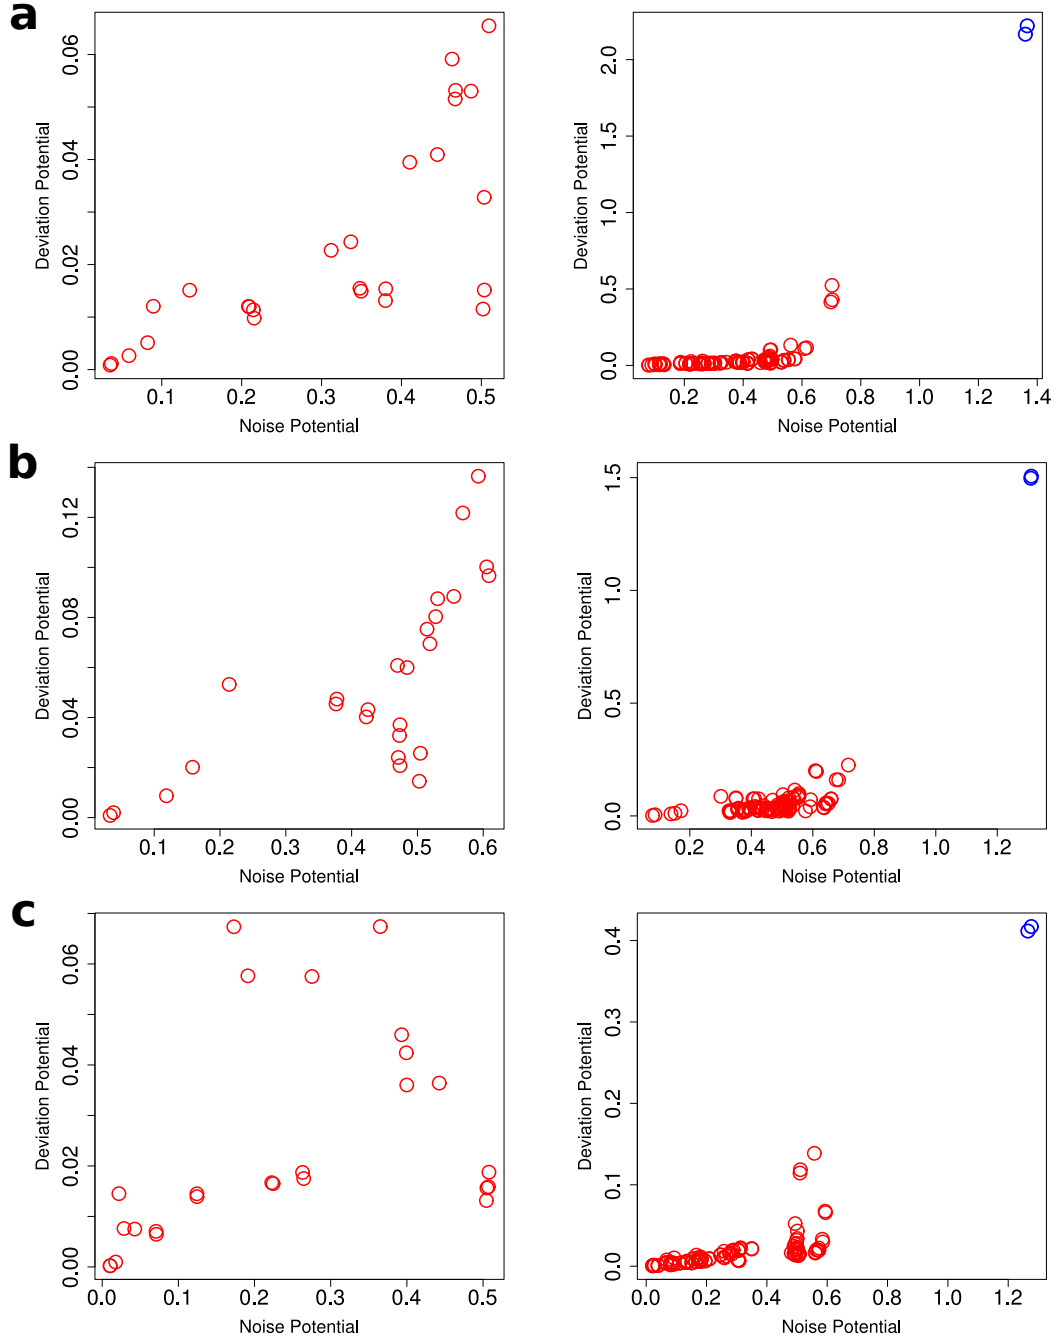 a
Deviation Potential
0.00 0.02 0.04 0.06
0.1 0.2 0.3 0.4 0.5
Noise Potential
Deviation Potential
0.0 0.5 1.0 1.5 2.0
0.2 0.4 0.6 0.8 1.0 1.2 1.4
Noise Potential
b
Deviation Potential
0.00 0.04 0.08 0.12
0.1 0.2 0.3 0.4 0.5 0.6
Noise Potential
Deviation Potential
0.0 0.5 1.0 1.5
0.2 0.4 0.6 0.8 1.0 1.2
Noise Potential
c
Deviation Potential
0.00 0.02 0.04 0.06
0.0 0.1 0.2 0.3 0.4 0.5
Noise Potential
Deviation Potential
0.0 0.1 0.2 0.3 0.4
0.0 0.2 0.4 0.6 0.8 1.0 1.2
Noise Potential